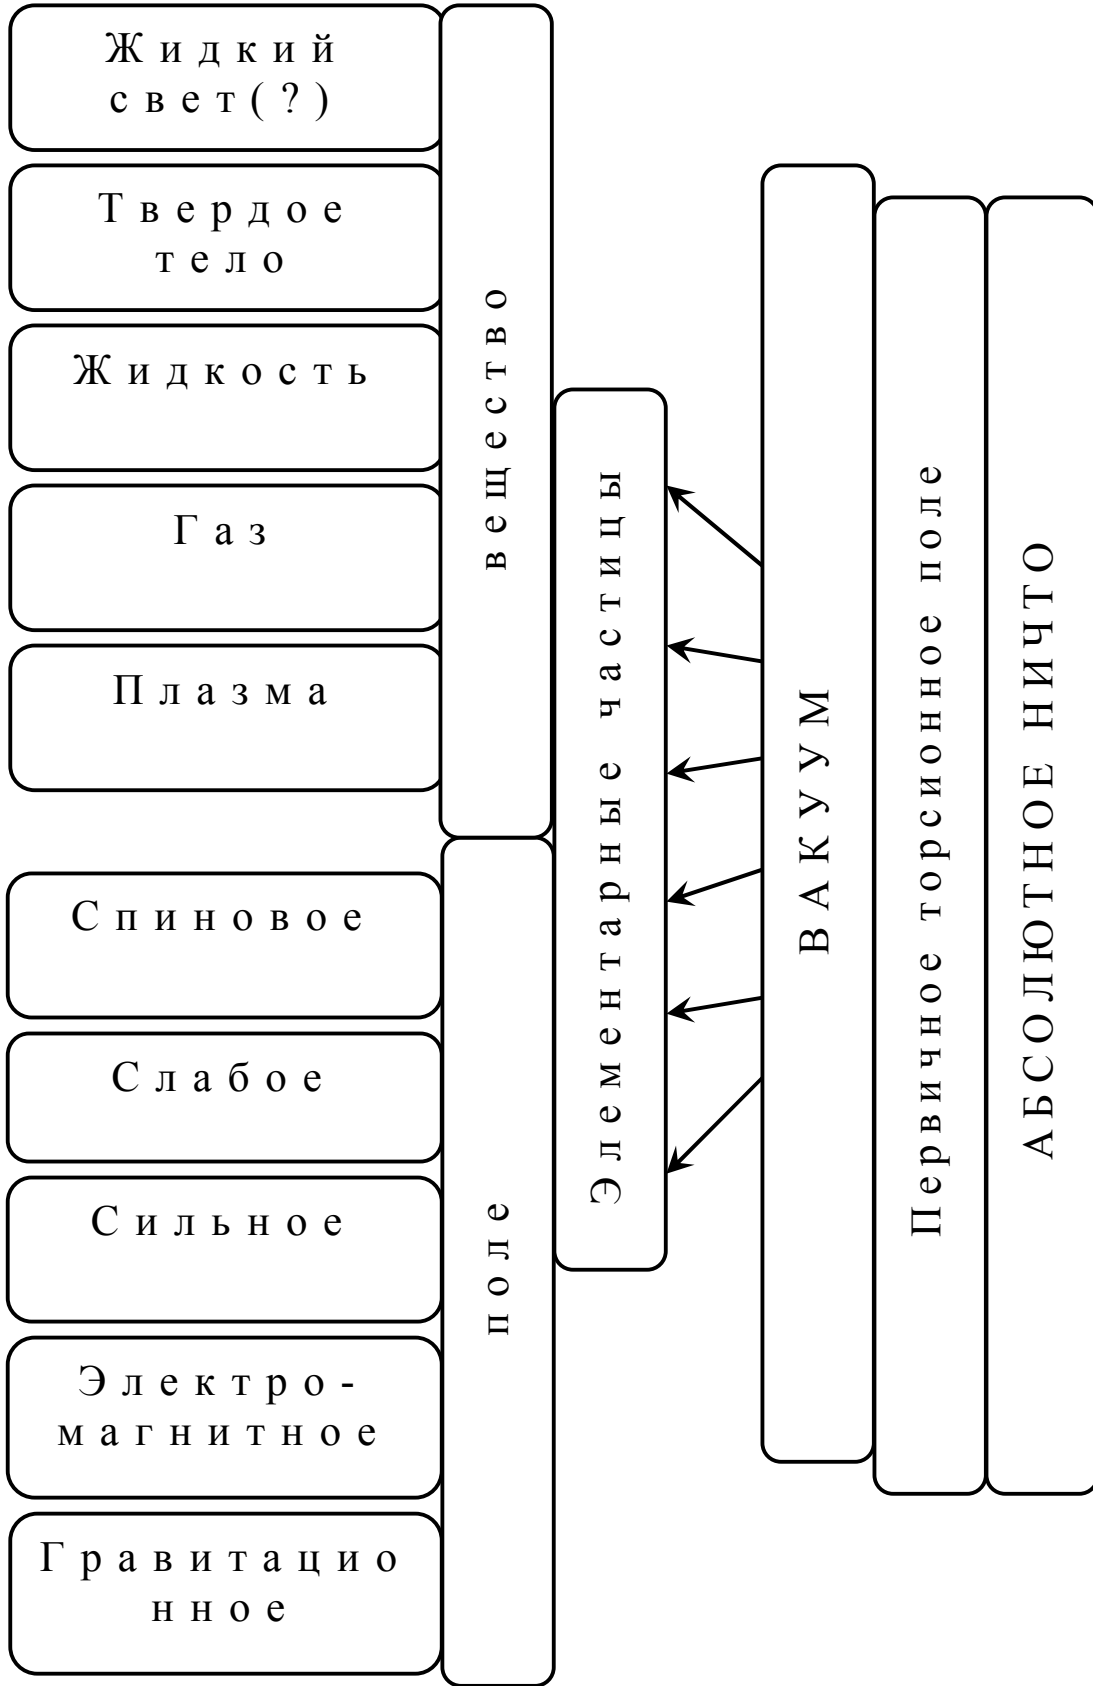 Жидкий
свет(?)
Твердое
тело
Жидкость
Газ
Плазма
Спиновое
Слабое
Сильное
Электро-
магнитное
Гравитацио
нное
вещество
поле
Элементарные частицы
ВАКУУМ
Первичное торсионное поле
АБСОЛЮТНОЕ НИЧТО